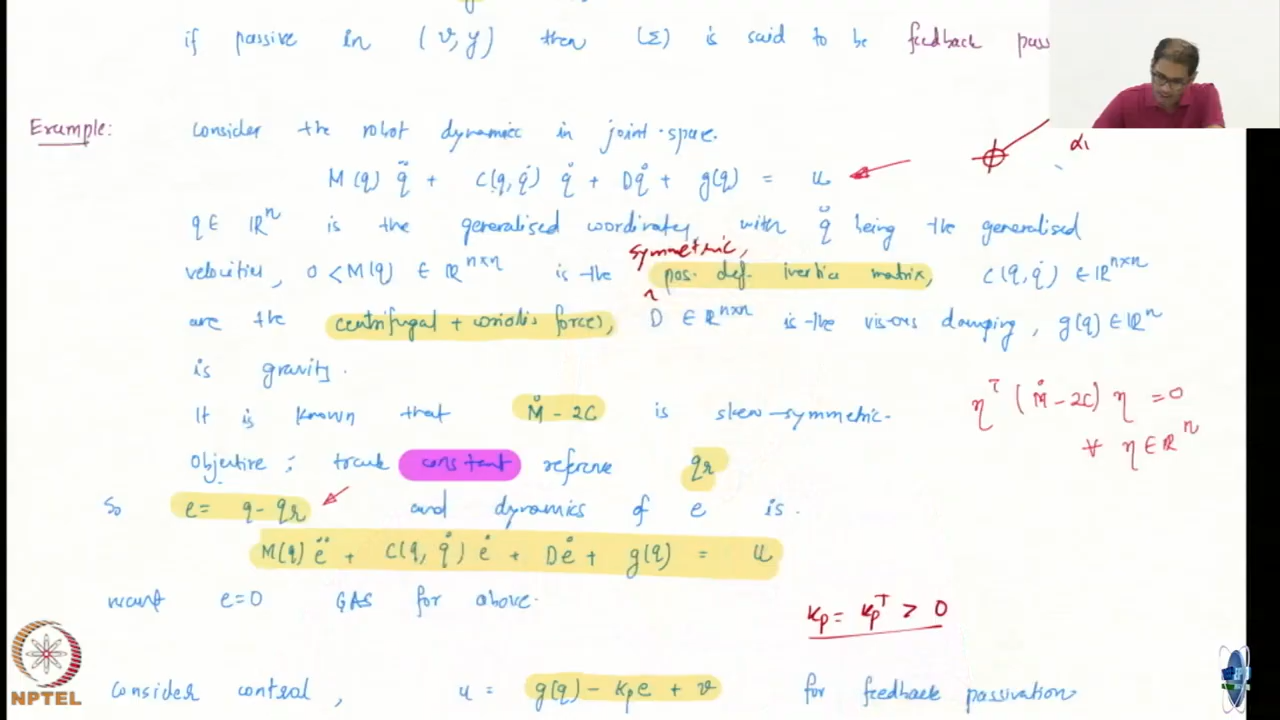 if passive in (v, y) then (Σ) is said to be feedback pass
Example: Consider the robot dynamics in joint-space.
α₁
M(q) q̈ + C(q, q̇) q̇ + Dq̇ + g(q) = u
q ∈ ℝⁿ is the generalised coordinates, with q̇ being the generalised
symmetric,
velocities, 0 < M(q) ∈ ℝⁿˣⁿ is the pos. def. inertia matrix, C(q, q̇) ∈ ℝⁿˣⁿ
are the centrifugal + coriolis forces, D ∈ ℝⁿˣⁿ is the viscous damping, g(q) ∈ ℝⁿ
is gravity.
It is known that Ṁ - 2C is skew-symmetric.
ηᵀ (Ṁ - 2C) η = 0
∀ η ∈ ℝⁿ
Objective : track constant reference qr
So e = q - qr and dynamics of e is.
M(q) ë + C(q, q̇) ė + Dė + g(q) = u
want e=0 GAS for above.
Kp = Kpᵀ > 0
Consider control, u = g(q) - Kpe + v for feedback passivation
NPTEL